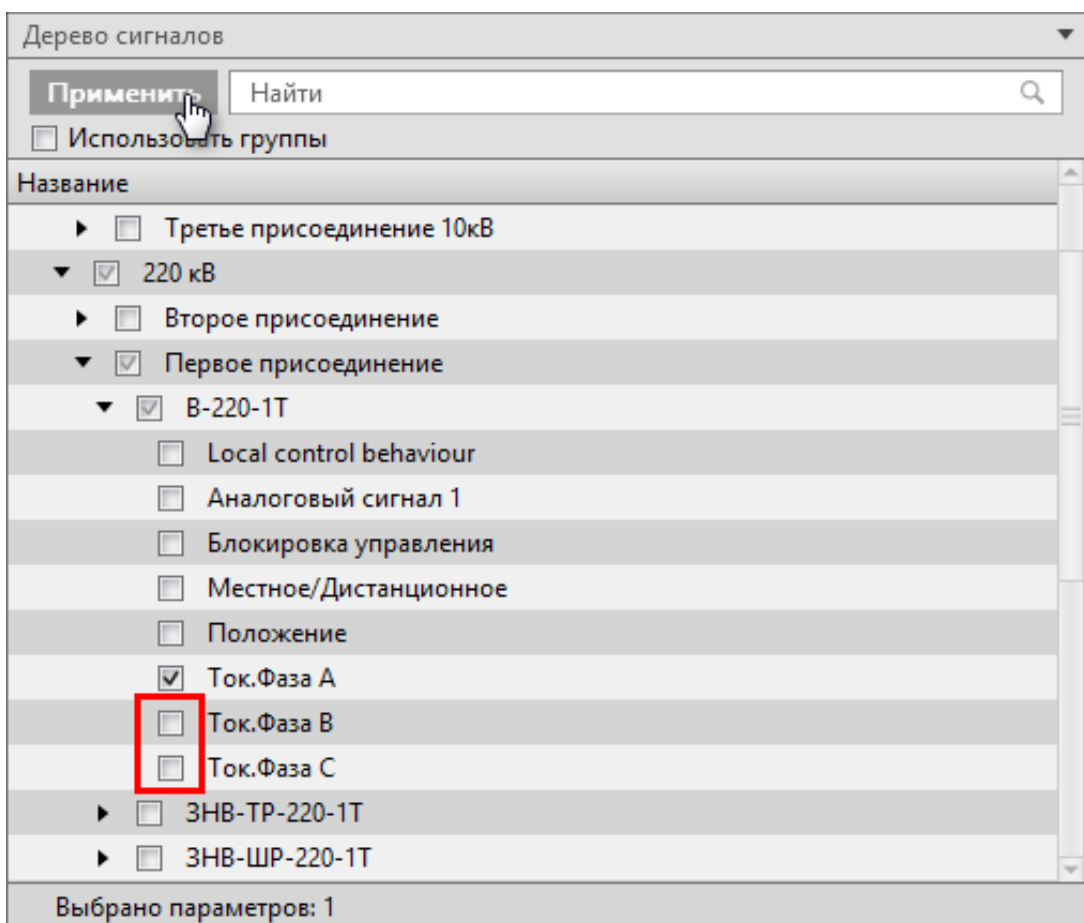 Дерево сигналов
Применить
Найти
Использовать группы
Название
Третье присоединение 10кВ
220 кВ
Второе присоединение
Первое присоединение
В-220-1Т
Local control behaviour
Аналоговый сигнал 1
Блокировка управления
Местное/Дистанционное
Положение
Ток.Фаза A
Ток.Фаза B
Ток.Фаза C
ЗНВ-ТР-220-1Т
ЗНВ-ШР-220-1Т
Выбрано параметров: 1